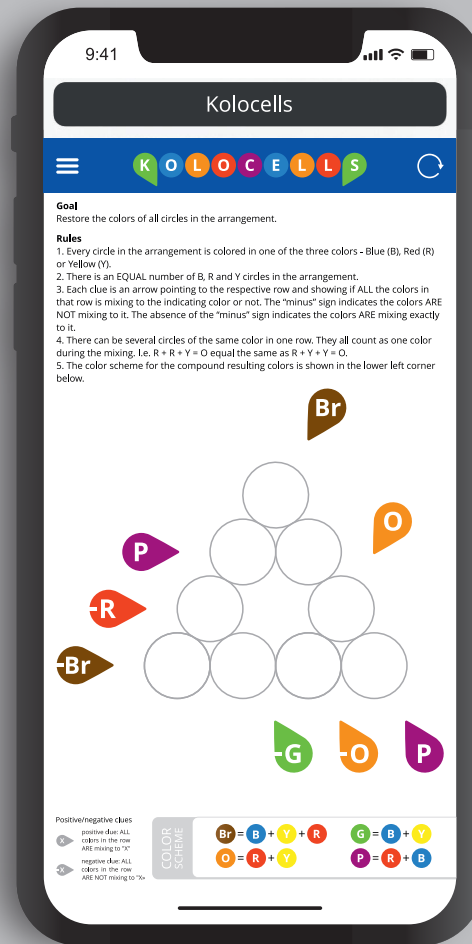 9:41
Kolocells
KOLOCELLS
Goal
Restore the colors of all circles in the arrangement.
Rules
1. Every circle in the arrangement is colored in one of the three colors - Blue (B), Red (R)
or Yellow (Y).
2. There is an EQUAL number of B, R and Y circles in the arrangement.
3. Each clue is an arrow pointing to the respective row and showing if ALL the colors in
that row is mixing to the indicating color or not. The “minus” sign indicates the colors ARE
NOT mixing to it. The absence of the “minus” sign indicates the colors ARE mixing exactly
to it.
4. There can be several circles of the same color in one row. They all count as one color
during the mixing. I.e. R + R + Y = O equal the same as R + Y + Y = O.
5. The color scheme for the compound resulting colors is shown in the lower left corner
below.
Br
O
P
-R
-Br
-G -O P
Positive/negative clues
X
positive clue: ALL
colors in the row
ARE mixing to "X"
-X
negative clue: ALL
colors in the row
ARE NOT mixing to "X»
COLOR
SCHEME
Br = B + Y + R
G = B + Y
O = R + Y
P = R + B